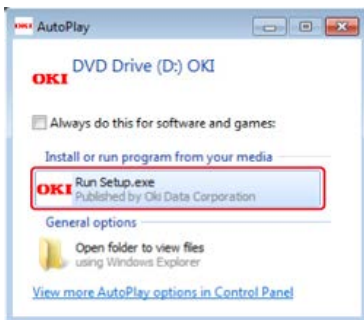 AutoPlay
DVD Drive (D:) OKI
OKI
Always do this for software and games:
Install or run program from your media
OKI Run Setup.exe
Published by Oki Data Corporation
General options
Open folder to view files
using Windows Explorer
View more AutoPlay options in Control Panel